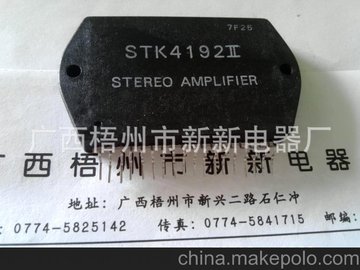 7F25
STK4192Ⅱ
STEREO AMPLIFIER
广西梧州市新新电器厂
广西梧州市新新电器
地址：广西梧州市新兴二路石仁冲
0774-5825142 传真：0774-5841715 邮编：
china.makepolo.com